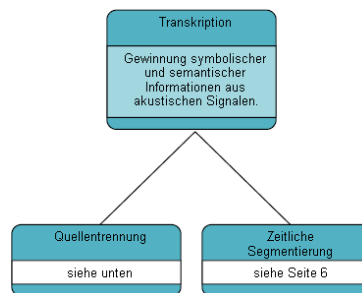 Transkription
Gewinnung symbolischer
und semantischer
Informationen aus
akustischen Signalen.
Quellentrennung
siehe unten
Zeitliche
Segmentierung
siehe Seite 6